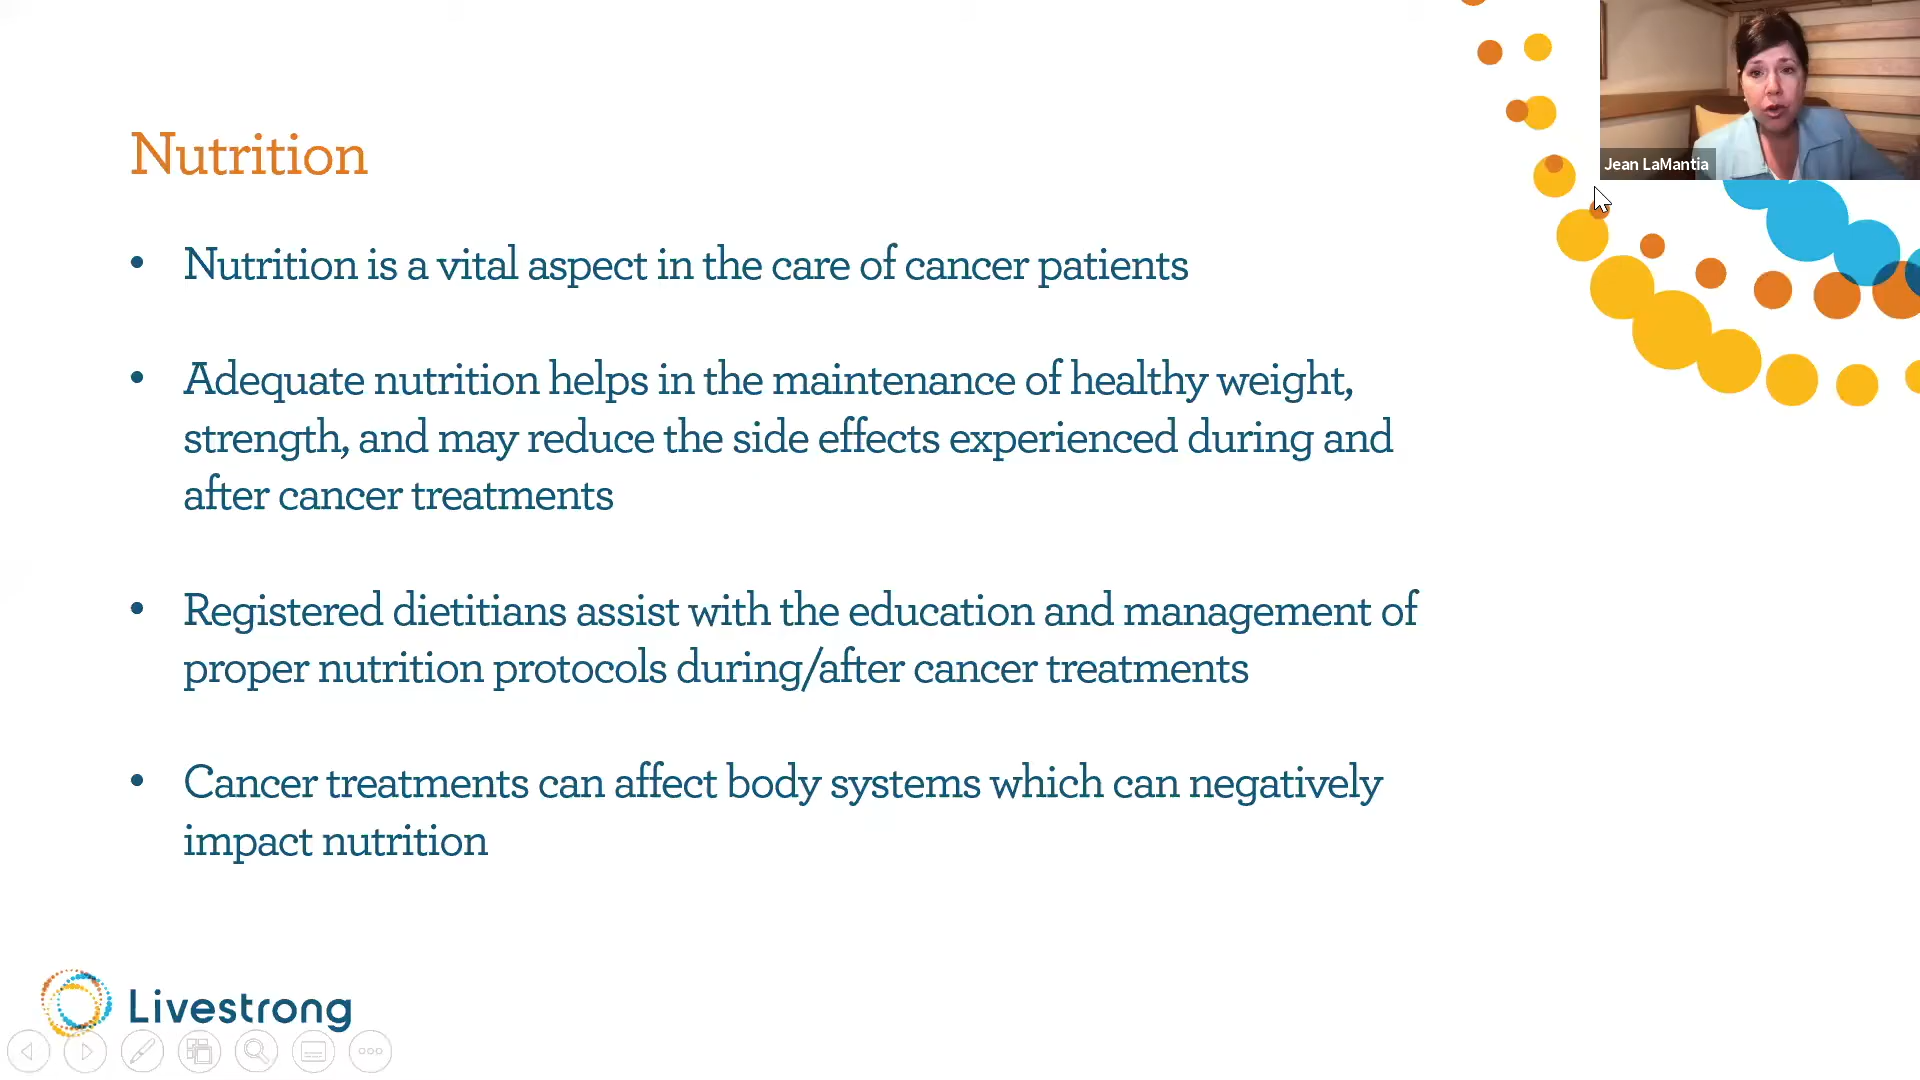 Jean LaMantia
Nutrition
• Nutrition is a vital aspect in the care of cancer patients
• Adequate nutrition helps in the maintenance of healthy weight,
strength, and may reduce the side effects experienced during and
after cancer treatments
• Registered dietitians assist with the education and management of
proper nutrition protocols during/after cancer treatments
• Cancer treatments can affect body systems which can negatively
impact nutrition
Livestrong